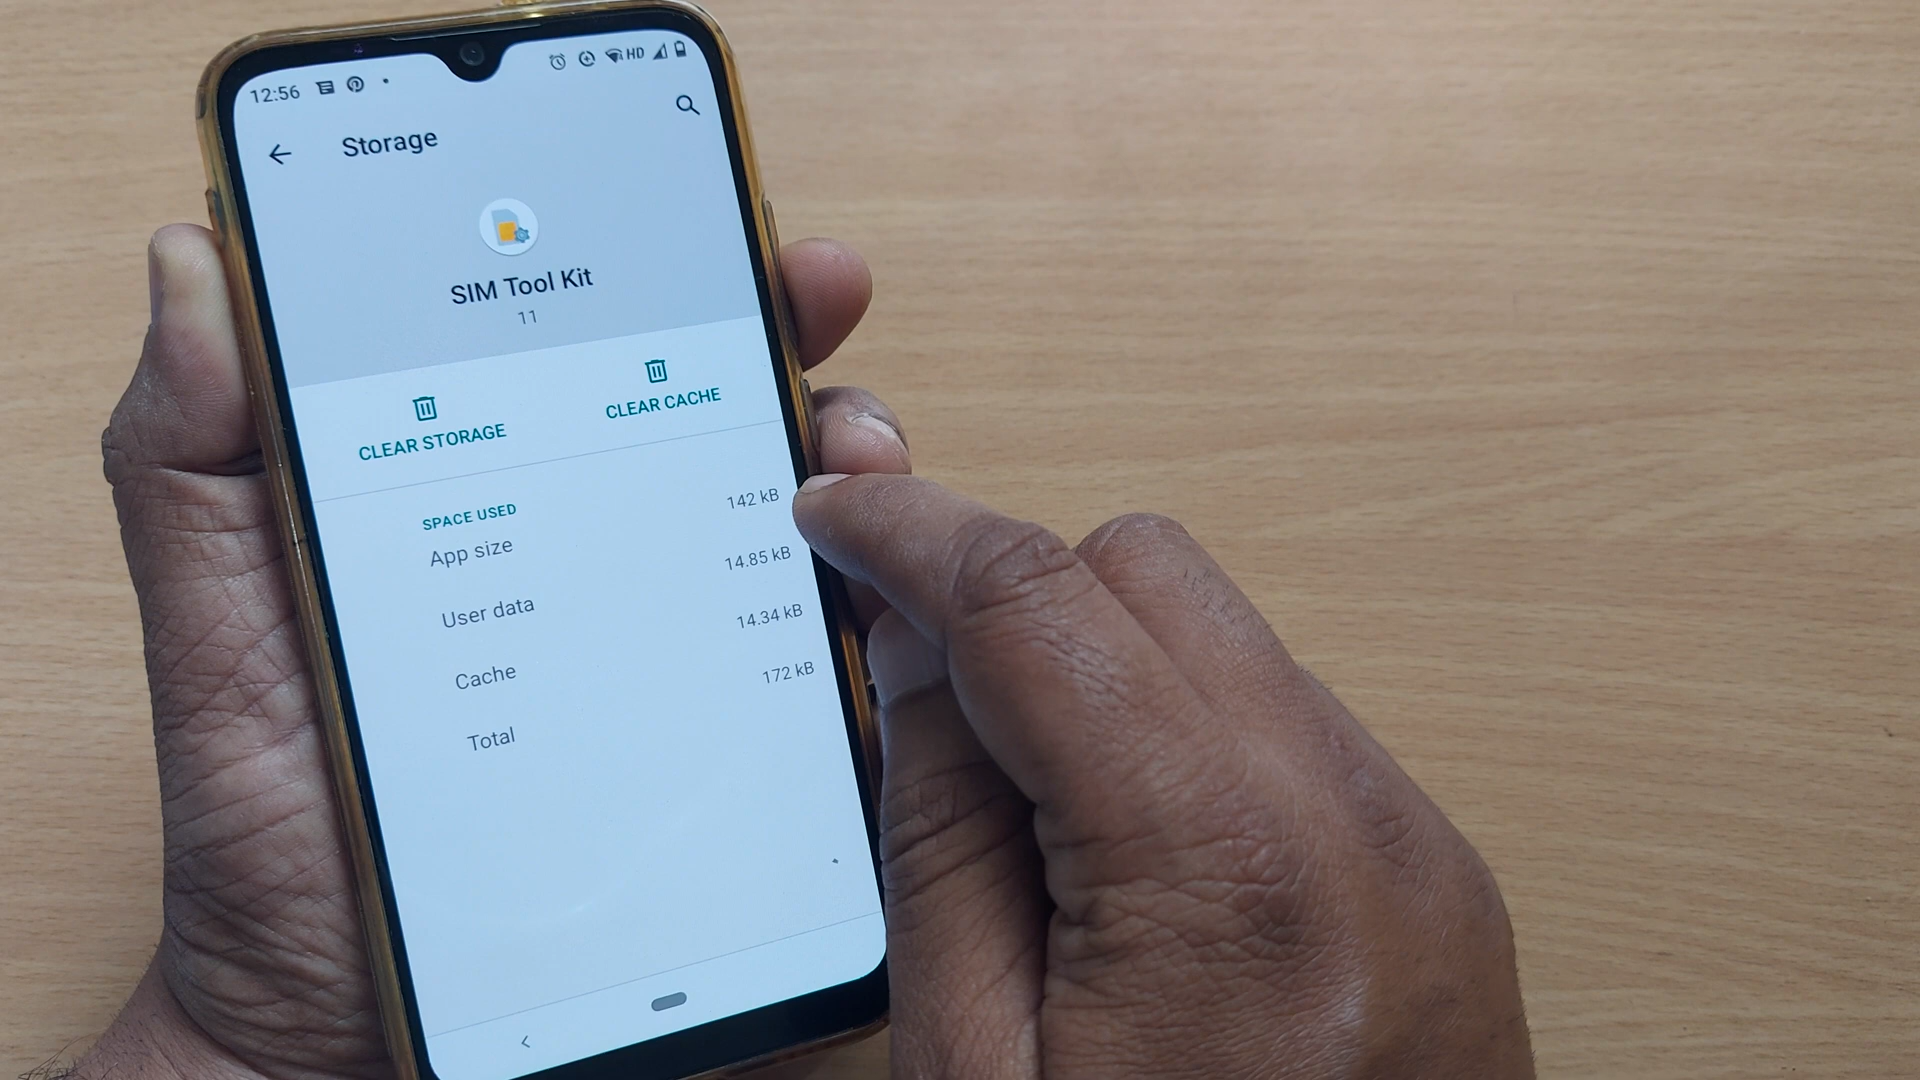 12:56 HD
Storage
SIM Tool Kit
11
CLEAR STORAGE
CLEAR CACHE
SPACE USED
App size 142 kB
User data 14.85 kB
Cache 14.34 kB
Total 172 kB